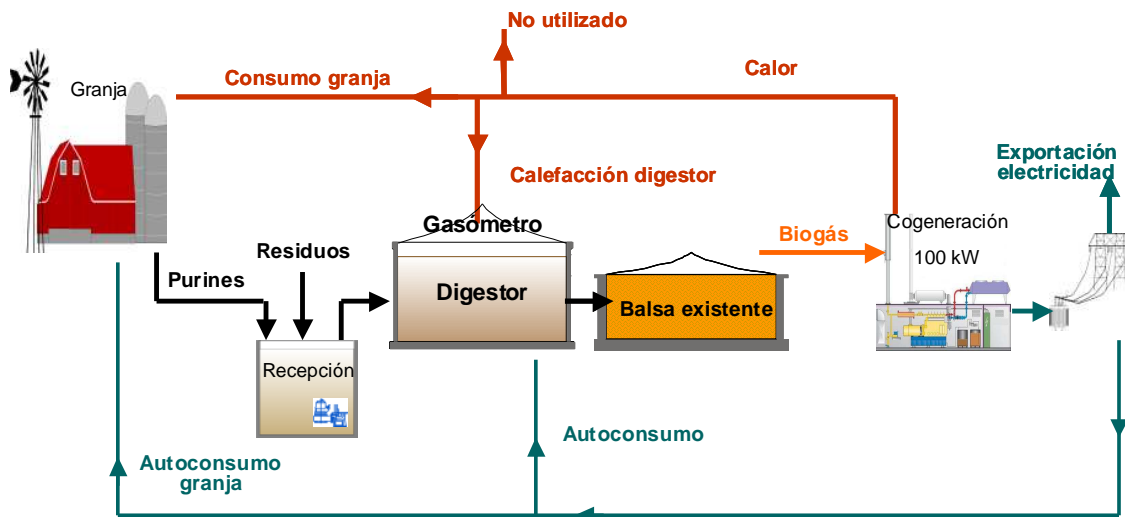 No utilizado
Consumo granja
Calor
Granja
Exportación
electricidad
Calefacción digestor
Gasómetro
Cogeneración
100 kW
Biogás
Residuos
Purines
Digestor
Balsa existente
Recepción
Autoconsumo
Autoconsumo
granja